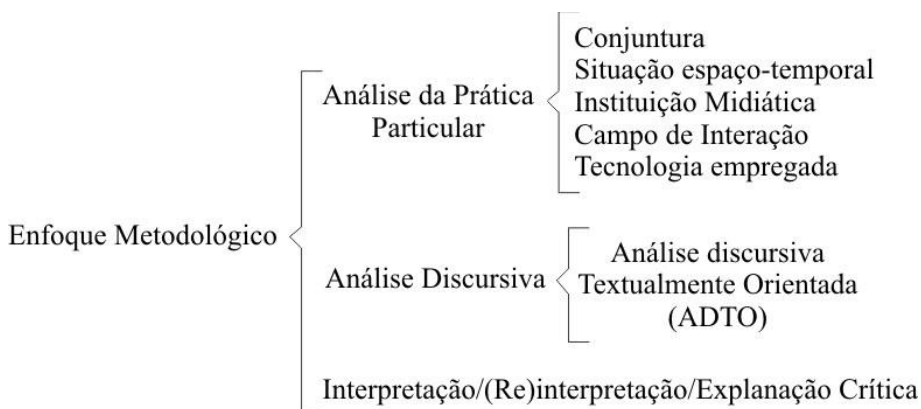 Enfoque Metodológico
Análise da Prática
Particular
Conjuntura
Situação espaço-temporal
Instituição Midiática
Campo de Interação
Tecnologia empregada
Análise Discursiva
Análise discursiva
Textualmente Orientada
(ADTO)
Interpretação/(Re)interpretação/Explanação Crítica